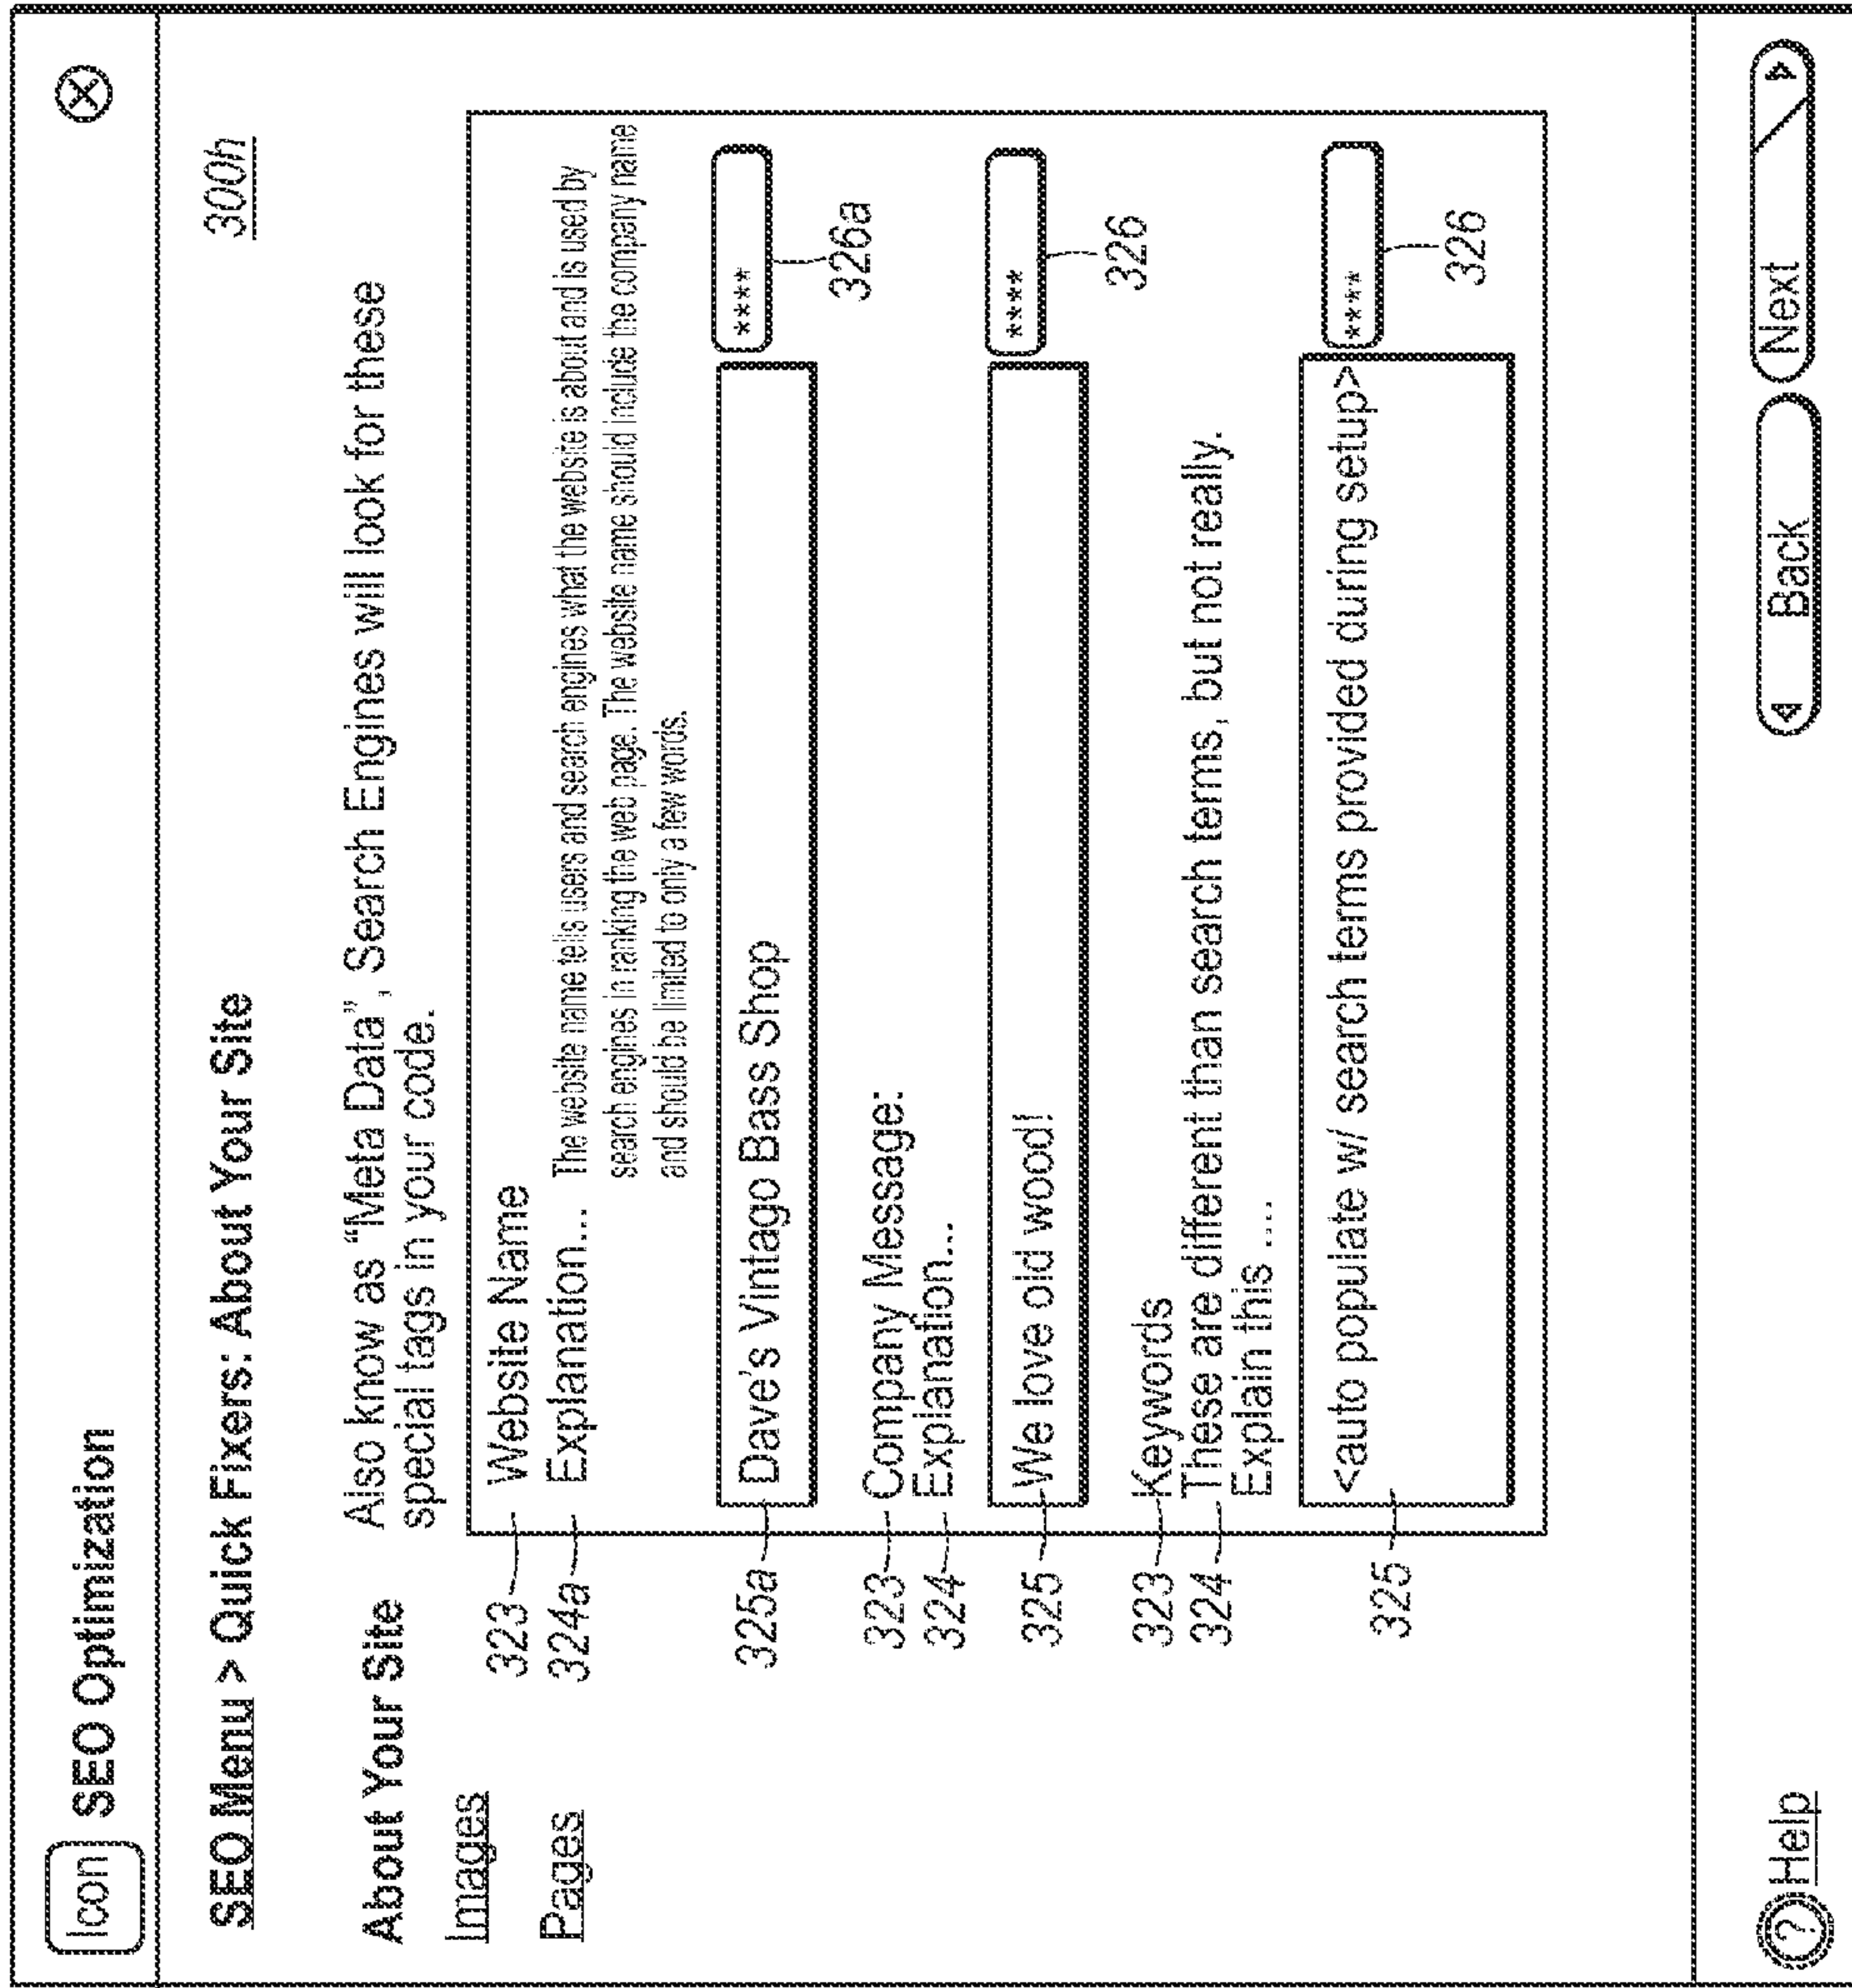 Icon SEO Optimization
SEO Menu > Quick Fixers: About Your Site
300h
About Your Site
Images
Pages
Also know as “Meta Data”, Search Engines will look for these
special tags in your code.
323 Website Name
324a Explanation... The website name tells users and search engines what the website is about and is used by
search engines in ranking the web page. The website name should include the company name
and should be limited to only a few words.
325a Dave's Vintago Bass Shop **** 326a
323 Company Message:
324 Explanation...
325 We love old wood! **** 326
323 Keywords
324 These are different than search terms, but not really.
Explain this ....
325 <auto populate w/ search terms provided during setup> **** 326
? Help
Back
Next